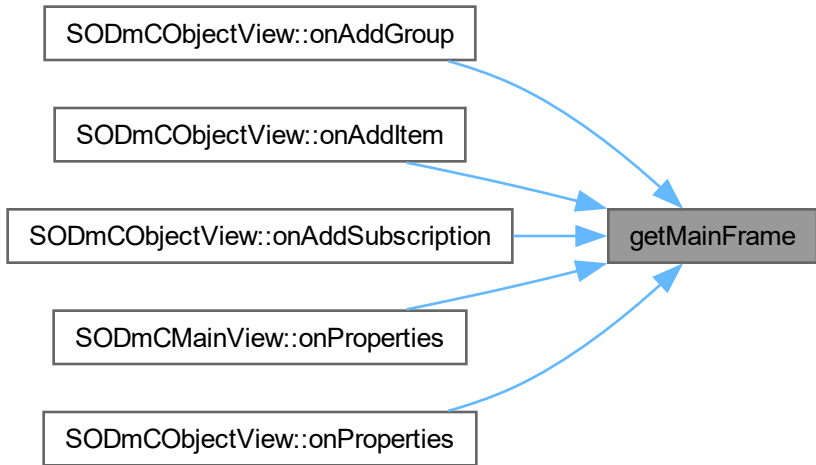 SODmCObjectView::onAddGroup
SODmCObjectView::onAddItem
SODmCObjectView::onAddSubscription
getMainFrame
SODmCMainView::onProperties
SODmCObjectView::onProperties